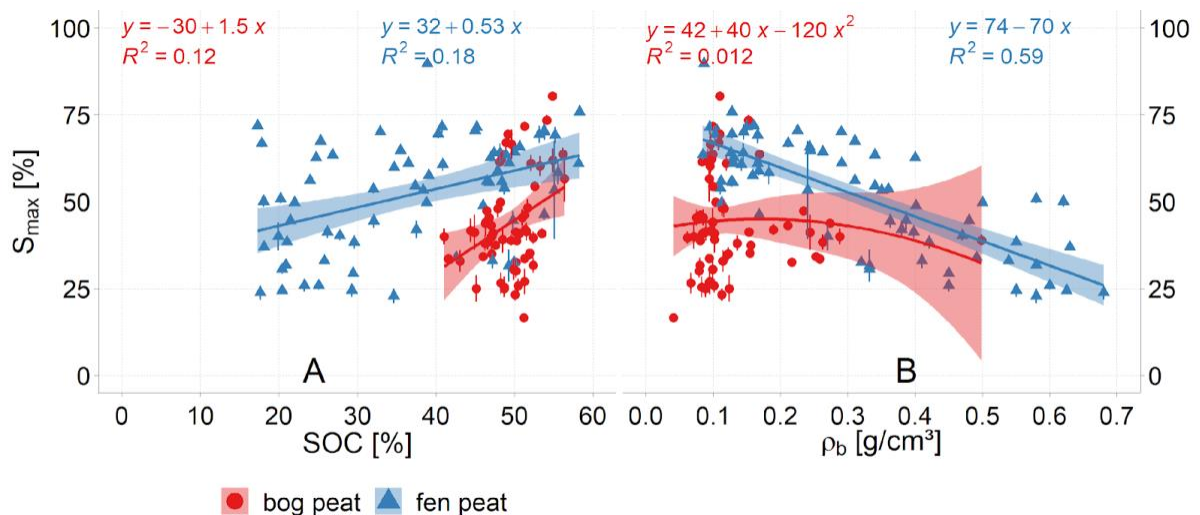 y = −30 + 1.5 x
R² = 0.12
y = 32 + 0.53 x
R² = 0.18
y = 42 + 40 x − 120 x²
R² = 0.012
y = 74 − 70 x
R² = 0.59
100
75
50
25
0
Smax [%]
100
75
50
25
0
A
B
0 10 20 30 40 50 60
0.0 0.1 0.2 0.3 0.4 0.5 0.6 0.7
SOC [%]
ρb [g/cm³]
bog peat
fen peat